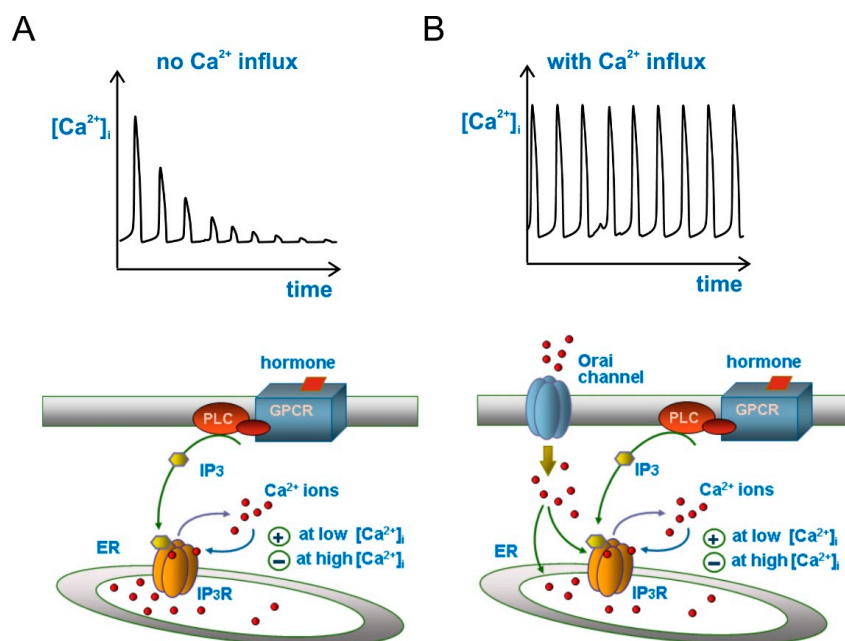 A
no Ca²⁺ influx
[Ca²⁺]ᵢ
time
hormone
PLC
GPCR
IP₃
Ca²⁺ ions
ER
+ at low [Ca²⁺]ᵢ
− at high [Ca²⁺]ᵢ
IP₃R
B
with Ca²⁺ influx
[Ca²⁺]ᵢ
time
Orai
channel
hormone
PLC
GPCR
IP₃
Ca²⁺ ions
ER
+ at low [Ca²⁺]ᵢ
− at high [Ca²⁺]ᵢ
IP₃R